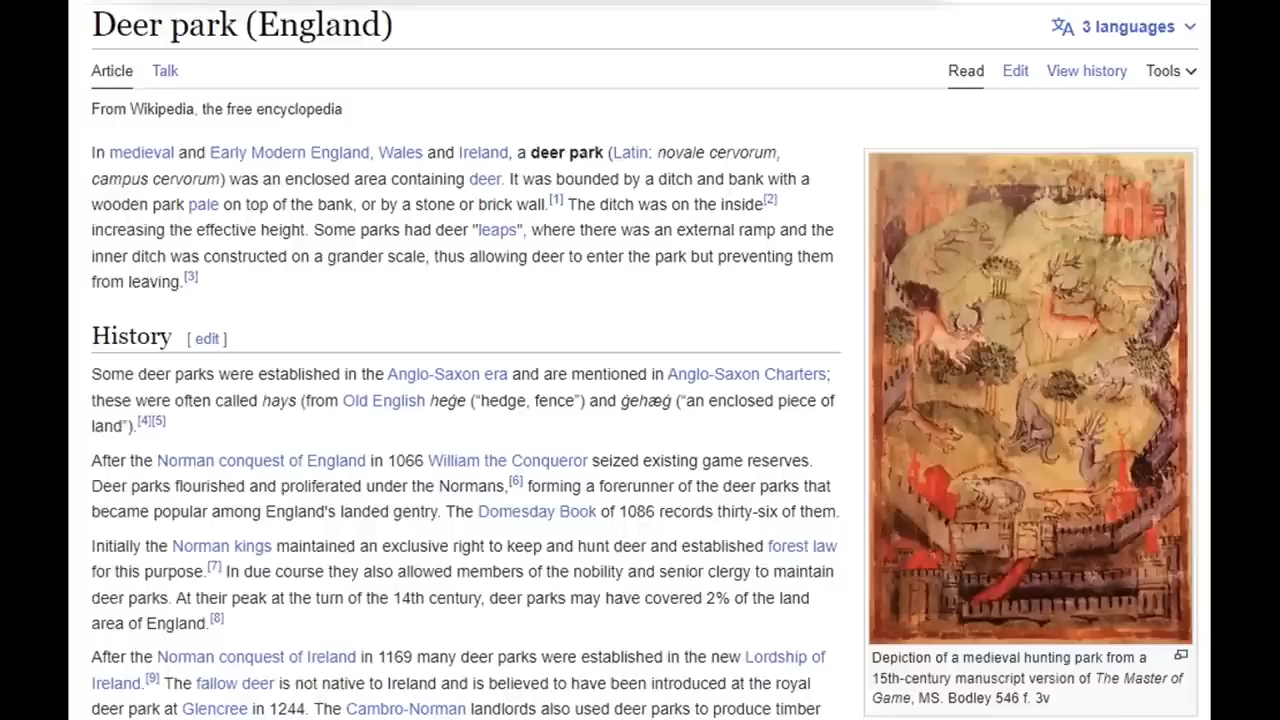 Deer park (England)
3 languages
Article Talk
Read Edit View history Tools
From Wikipedia, the free encyclopedia
In medieval and Early Modern England, Wales and Ireland, a deer park (Latin: novale cervorum,
campus cervorum) was an enclosed area containing deer. It was bounded by a ditch and bank with a
wooden park pale on top of the bank, or by a stone or brick wall.[1] The ditch was on the inside[2]
increasing the effective height. Some parks had deer "leaps", where there was an external ramp and the
inner ditch was constructed on a grander scale, thus allowing deer to enter the park but preventing them
from leaving.[3]
History [ edit ]
Some deer parks were established in the Anglo-Saxon era and are mentioned in Anglo-Saxon Charters;
these were often called hays (from Old English heġe (“hedge, fence”) and ġehæġ (“an enclosed piece of
land”).[4][5]
After the Norman conquest of England in 1066 William the Conqueror seized existing game reserves.
Deer parks flourished and proliferated under the Normans,[6] forming a forerunner of the deer parks that
became popular among England's landed gentry. The Domesday Book of 1086 records thirty-six of them.
Initially the Norman kings maintained an exclusive right to keep and hunt deer and established forest law
for this purpose.[7] In due course they also allowed members of the nobility and senior clergy to maintain
deer parks. At their peak at the turn of the 14th century, deer parks may have covered 2% of the land
area of England.[8]
After the Norman conquest of Ireland in 1169 many deer parks were established in the new Lordship of
Ireland.[9] The fallow deer is not native to Ireland and is believed to have been introduced at the royal
deer park at Glencree in 1244. The Cambro-Norman landlords also used deer parks to produce timber
Depiction of a medieval hunting park from a
15th-century manuscript version of The Master of
Game, MS. Bodley 546 f. 3v